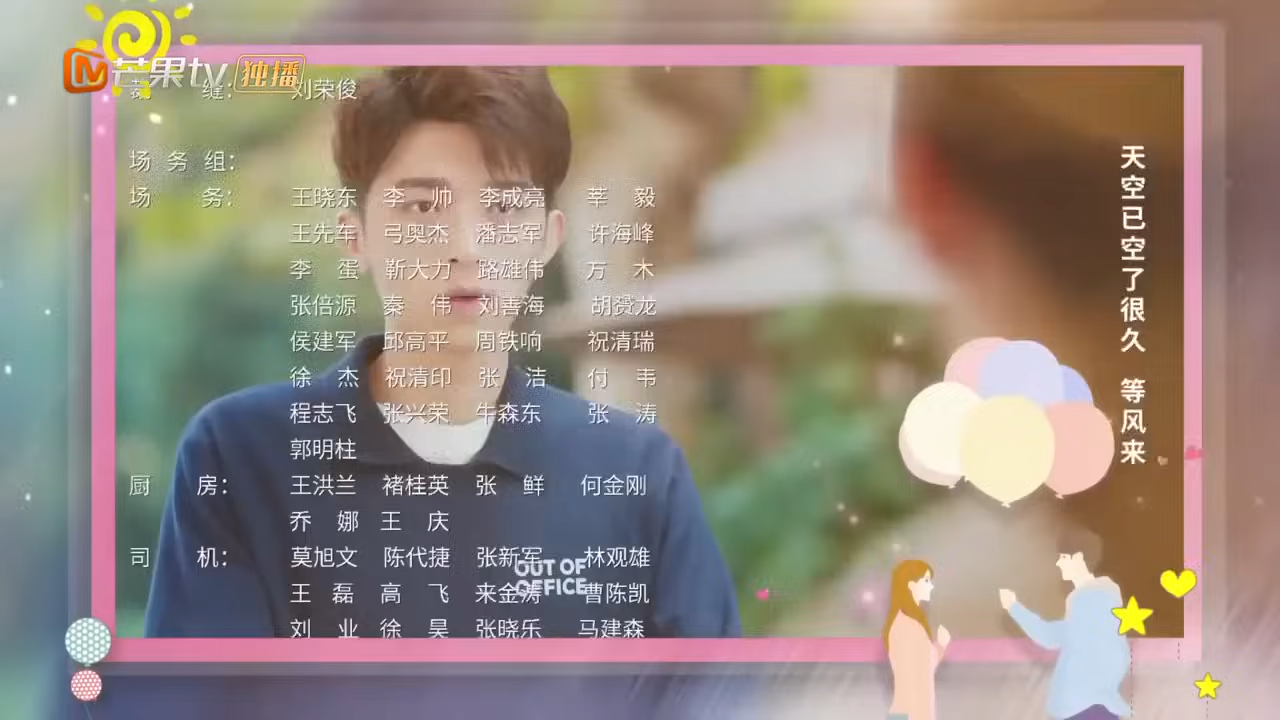 芒果tv 独播
裁 缝： 刘荣俊
场 务 组：
场 务： 王晓东 李 帅 李成亮 莘 毅
王先车 弓奥杰 潘志军 许海峰
李 蛋 靳大力 路雄伟 万 木
张倍源 秦 伟 刘善海 胡赟龙
侯建军 邱高平 周铁响 祝清瑞
徐 杰 祝清印 张 洁 付 韦
程志飞 张兴荣 牛森东 张 涛
郭明柱
厨 房： 王洪兰 褚桂英 张 鲜 何金刚
乔 娜 王 庆
司 机： 莫旭文 陈代捷 张新军 林观雄
王 磊 高 飞 来金涛 曹陈凯
刘 业 徐 昊 张晓乐 马建森
OUT OF
OFFICE
天空已空了很久 等风来